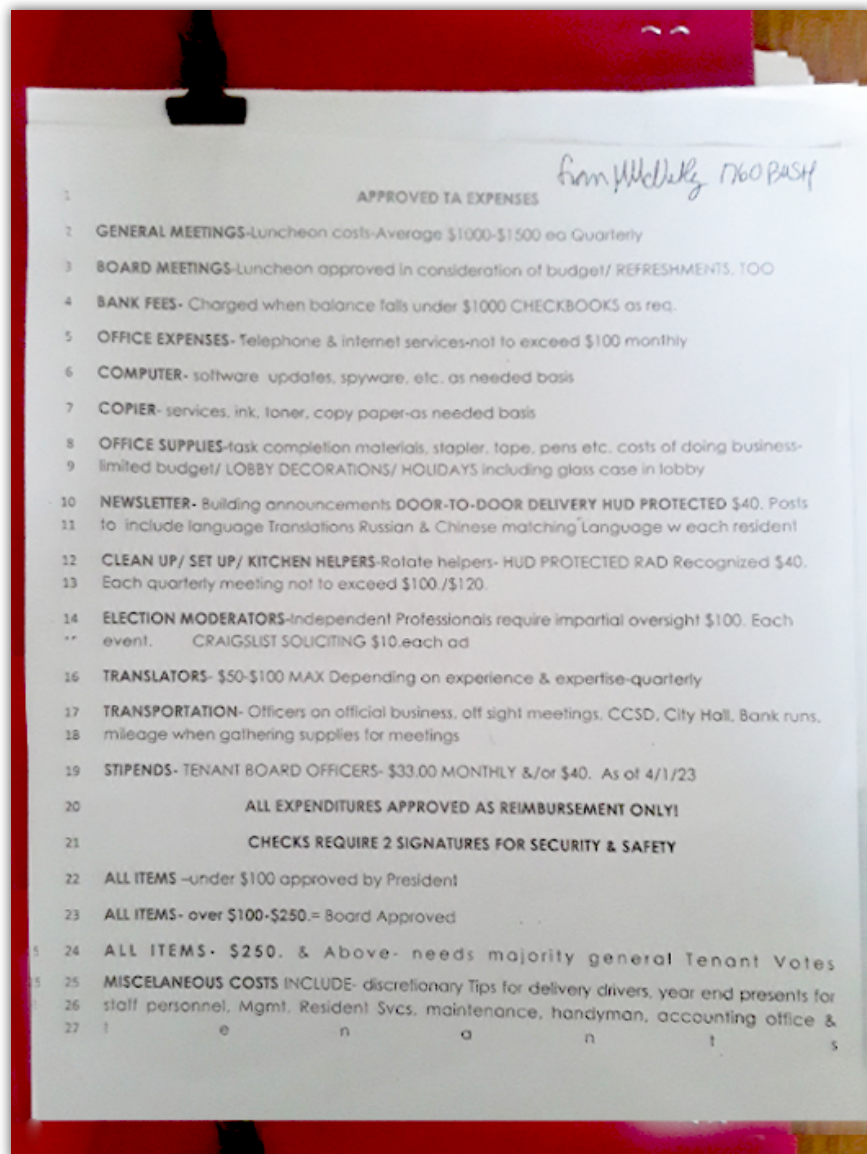 from 1760 BUSH
1 APPROVED TA EXPENSES
2 GENERAL MEETINGS-Luncheon costs-Average $1000-$1500 ea Quarterly
3 BOARD MEETINGS-Luncheon approved in consideration of budget/ REFRESHMENTS, TOO
4 BANK FEES- Charged when balance falls under $1000 CHECKBOOKS as req.
5 OFFICE EXPENSES- Telephone & internet services-not to exceed $100 monthly
6 COMPUTER- software updates, spyware, etc. as needed basis
7 COPIER- services, ink, toner, copy paper-as needed basis
8 OFFICE SUPPLIES-task completion materials, stapler, tape, pens etc. costs of doing business-
9 limited budget/ LOBBY DECORATIONS/ HOLIDAYS including glass case in lobby
10 NEWSLETTER- Building announcements DOOR-TO-DOOR DELIVERY HUD PROTECTED $40. Posts
11 to include language Translations Russian & Chinese matching Language w each resident
12 CLEAN UP/ SET UP/ KITCHEN HELPERS-Rotate helpers- HUD PROTECTED RAD Recognized $40.
13 Each quarterly meeting not to exceed $100./$120.
14 ELECTION MODERATORS-Independent Professionals require impartial oversight $100. Each
event. CRAIGSLIST SOLICITING $10.each ad
16 TRANSLATORS- $50-$100 MAX Depending on experience & expertise-quarterly
17 TRANSPORTATION- Officers on official business, off sight meetings, CCSD, City Hall, Bank runs,
18 mileage when gathering supplies for meetings
19 STIPENDS- TENANT BOARD OFFICERS- $33.00 MONTHLY &/or $40. As of 4/1/23
20 ALL EXPENDITURES APPROVED AS REIMBURSEMENT ONLY!
21 CHECKS REQUIRE 2 SIGNATURES FOR SECURITY & SAFETY
22 ALL ITEMS –under $100 approved by President
23 ALL ITEMS- over $100-$250.= Board Approved
24 ALL ITEMS- $250. & Above- needs majority general Tenant Votes
25 MISCELANEOUS COSTS INCLUDE- discretionary Tips for delivery drivers, year end presents for
26 staff personnel, Mgmt, Resident Svcs, maintenance, handyman, accounting office &
27 t e n a n t s